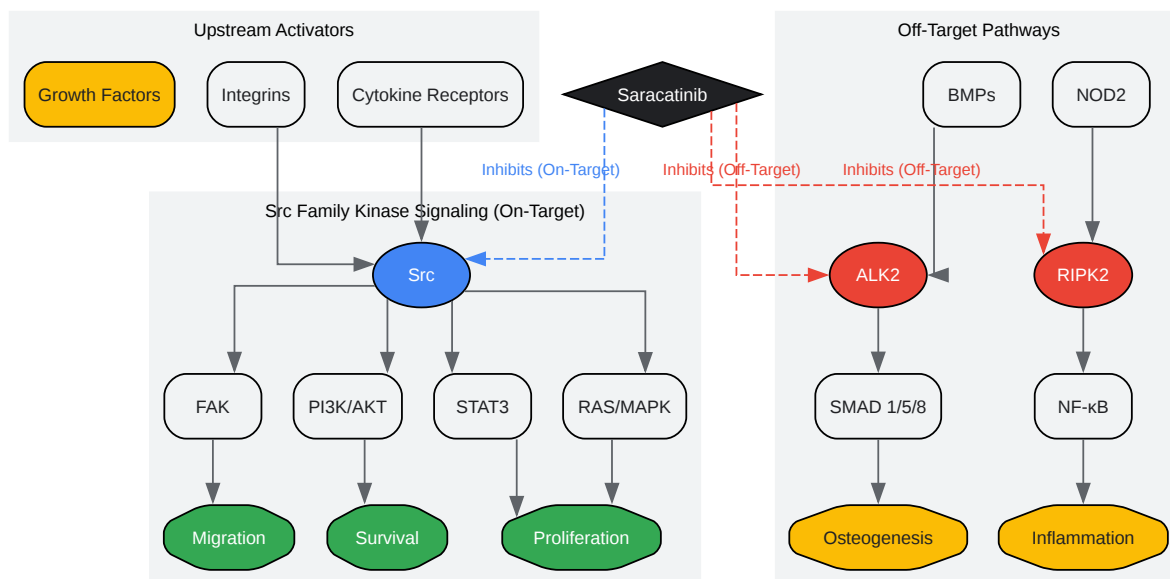 Upstream Activators
Off-Target Pathways
Growth Factors
Integrins
Cytokine Receptors
Saracatinib
BMPs
NOD2
Inhibits (On-Target)
Inhibits (Off-Target)
Inhibits (Off-Target)
Src Family Kinase Signaling (On-Target)
Src
ALK2
RIPK2
FAK
PI3K/AKT
STAT3
RAS/MAPK
SMAD 1/5/8
NF-κB
Migration
Survival
Proliferation
Osteogenesis
Inflammation